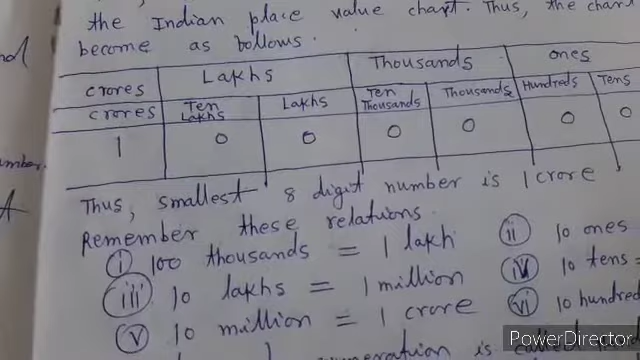 the Indian place value chart. Thus, the chart
become as follows.
crores Lakhs Thousands ones
crores Ten Lakhs Lakhs Ten Thousands Thousands Hundreds Tens
1 0 0 0 0 0 0
Thus, smallest 8 digit number is 1 crore
Remember these relations.
(i) 100 thousands = 1 lakh (ii) 10 ones
(iii) 10 lakhs = 1 million (iv) 10 tens =
(v) 10 million = 1 crore (vi) 10 hundred
PowerDirector